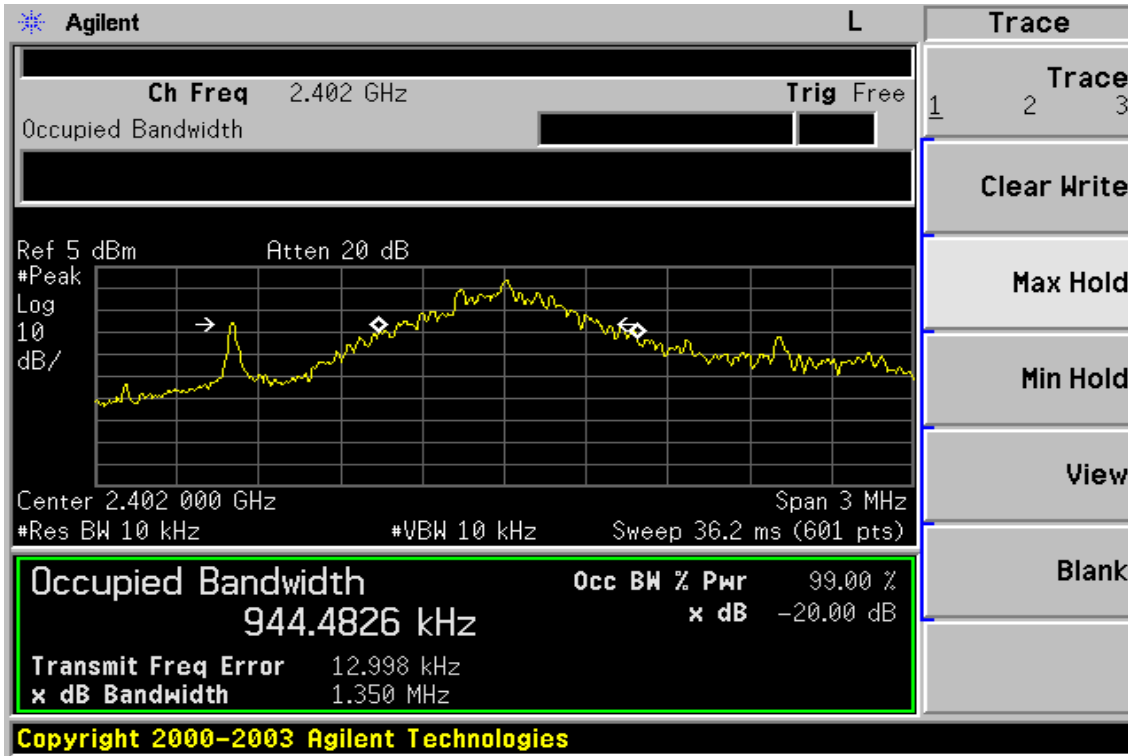 Agilent L Trace
Ch Freq 2.402 GHz Trig Free
Occupied Bandwidth
Trace
1 2 3
Clear Write
Max Hold
Min Hold
View
Blank
Ref 5 dBm Atten 20 dB
#Peak
Log
10
dB/
Center 2.402 000 GHz Span 3 MHz
#Res BW 10 kHz #VBW 10 kHz Sweep 36.2 ms (601 pts)
Occupied Bandwidth
944.4826 kHz
Occ BW % Pwr 99.00 %
x dB -20.00 dB
Transmit Freq Error 12.998 kHz
x dB Bandwidth 1.350 MHz
Copyright 2000-2003 Agilent Technologies